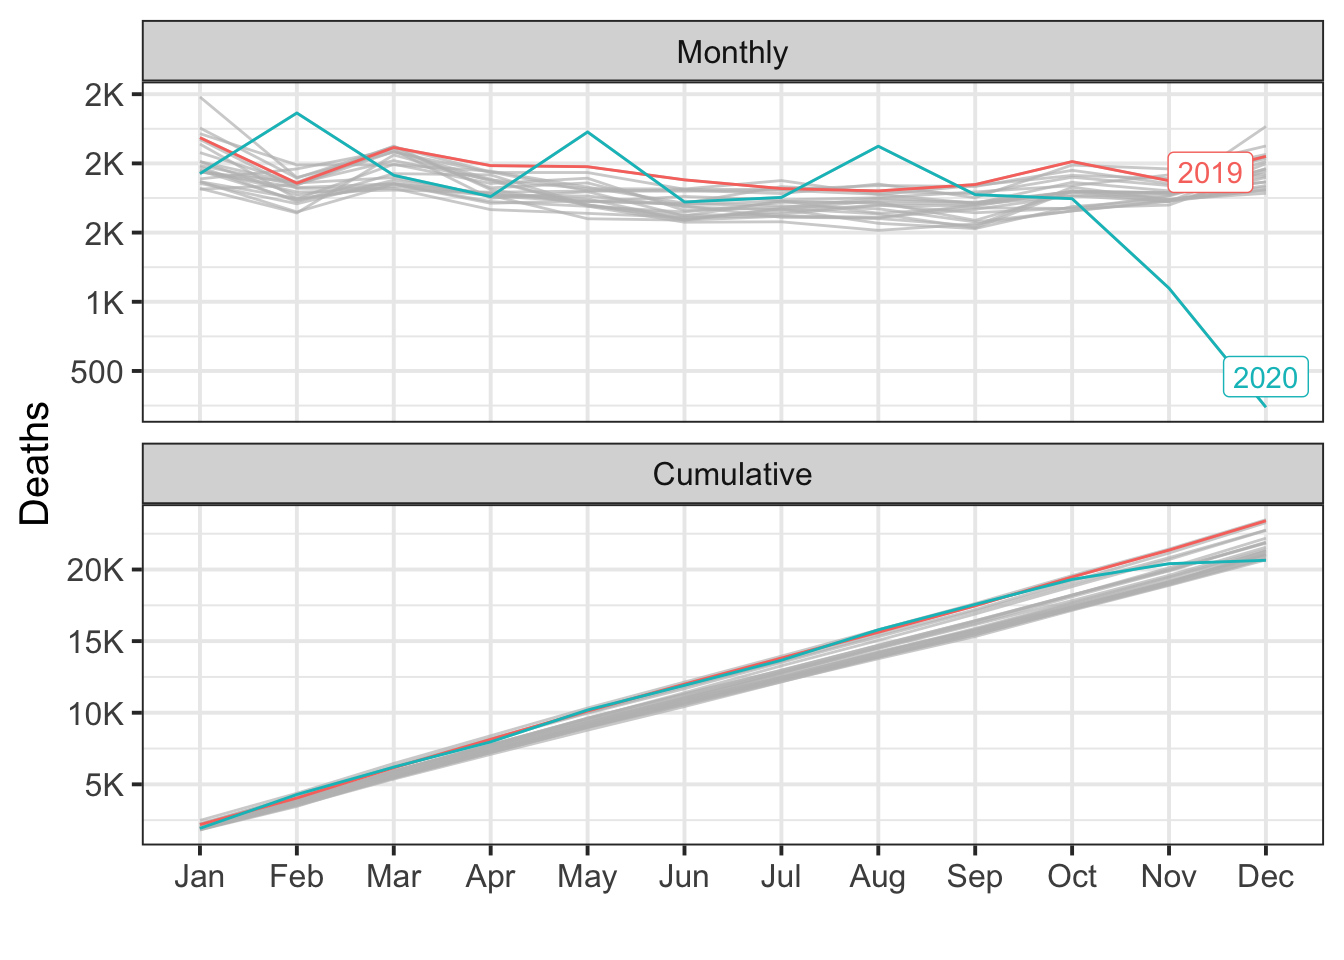 Monthly
2K
2K
2K
1K
500
2019
2020
Deaths
Cumulative
20K
15K
10K
5K
Jan Feb Mar Apr May Jun Jul Aug Sep Oct Nov Dec